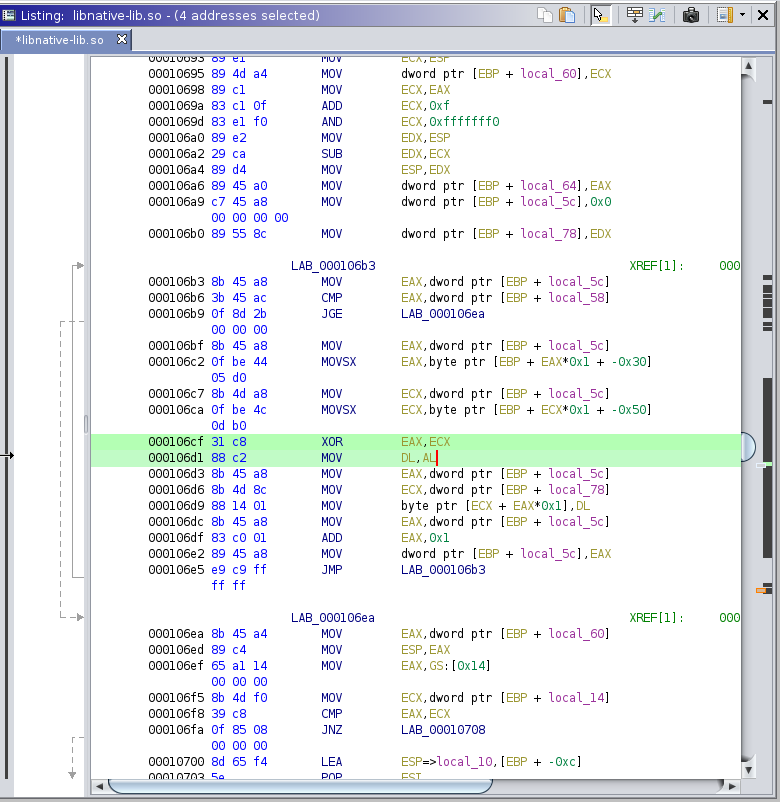 Listing: libnative-lib.so - (4 addresses selected)
*libnative-lib.so
00010693 89 e1 MOV ECX,ESP
00010695 89 4d a4 MOV dword ptr [EBP + local_60],ECX
00010698 89 c1 MOV ECX,EAX
0001069a 83 c1 0f ADD ECX,0xf
0001069d 83 e1 f0 AND ECX,0xfffffff0
000106a0 89 e2 MOV EDX,ESP
000106a2 29 ca SUB EDX,ECX
000106a4 89 d4 MOV ESP,EDX
000106a6 89 45 a0 MOV dword ptr [EBP + local_64],EAX
000106a9 c7 45 a8 MOV dword ptr [EBP + local_5c],0x0
00 00 00 00
000106b0 89 55 8c MOV dword ptr [EBP + local_78],EDX
LAB_000106b3 XREF[1]: 000
000106b3 8b 45 a8 MOV EAX,dword ptr [EBP + local_5c]
000106b6 3b 45 ac CMP EAX,dword ptr [EBP + local_58]
000106b9 0f 8d 2b JGE LAB_000106ea
00 00 00
000106bf 8b 45 a8 MOV EAX,dword ptr [EBP + local_5c]
000106c2 0f be 44 MOVSX EAX,byte ptr [EBP + EAX*0x1 + -0x30]
05 d0
000106c7 8b 4d a8 MOV ECX,dword ptr [EBP + local_5c]
000106ca 0f be 4c MOVSX ECX,byte ptr [EBP + ECX*0x1 + -0x50]
0d b0
000106cf 31 c8 XOR EAX,ECX
000106d1 88 c2 MOV DL,AL
000106d3 8b 45 a8 MOV EAX,dword ptr [EBP + local_5c]
000106d6 8b 4d 8c MOV ECX,dword ptr [EBP + local_78]
000106d9 88 14 01 MOV byte ptr [ECX + EAX*0x1],DL
000106dc 8b 45 a8 MOV EAX,dword ptr [EBP + local_5c]
000106df 83 c0 01 ADD EAX,0x1
000106e2 89 45 a8 MOV dword ptr [EBP + local_5c],EAX
000106e5 e9 c9 ff JMP LAB_000106b3
ff ff
LAB_000106ea XREF[1]: 000
000106ea 8b 45 a4 MOV EAX,dword ptr [EBP + local_60]
000106ed 89 c4 MOV ESP,EAX
000106ef 65 a1 14 MOV EAX,GS:[0x14]
00 00 00
000106f5 8b 4d f0 MOV ECX,dword ptr [EBP + local_14]
000106f8 39 c8 CMP EAX,ECX
000106fa 0f 85 08 JNZ LAB_00010708
00 00 00
00010700 8d 65 f4 LEA ESP=>local_10,[EBP + -0xc]
00010703 5e POP ESI